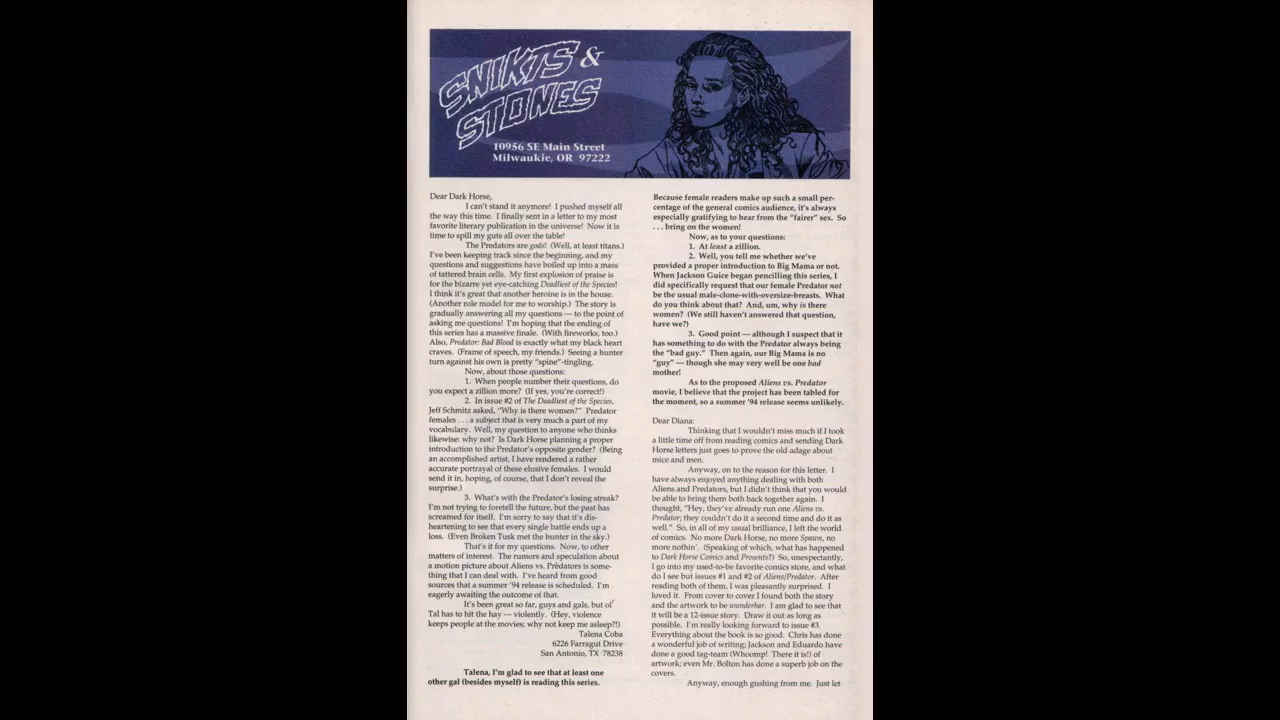 SNIKTS &
STONES
10956 SE Main Street
Milwaukie, OR 97222
Dear Dark Horse,
I can't stand it anymore! I pushed myself all
the way this time. I finally sent in a letter to my most
favorite literary publication in the universe! Now it is
time to spill my guts all over the table!
The Predators are gods! (Well, at least titans.)
I've been keeping track since the beginning, and my
questions and suggestions have boiled up into a mass
of tattered brain cells. My first explosion of praise is
for the bizarre yet eye-catching Deadliest of the Species!
I think it's great that another heroine is in the house.
(Another role model for me to worship.) The story is
gradually answering all my questions — to the point of
asking me questions! I'm hoping that the ending of
this series has a massive finale. (With fireworks, too.)
Also, Predator: Bad Blood is exactly what my black heart
craves. (Frame of speech, my friends.) Seeing a hunter
turn against his own is pretty "spine"-tingling.
Now, about those questions:
1. When people number their questions, do
you expect a zillion more? (If yes, you're correct!)
2. In issue #2 of The Deadliest of the Species,
Jeff Schmitz asked, "Why is there women?" Predator
females . . . a subject that is very much a part of my
vocabulary. Well, my question to anyone who thinks
likewise: why not? Is Dark Horse planning a proper
introduction to the Predator's opposite gender? (Being
an accomplished artist, I have rendered a rather
accurate portrayal of these elusive females. I would
send it in, hoping, of course, that I don't reveal the
surprise.)
3. What's with the Predator's losing streak?
I'm not trying to foretell the future, but the past has
screamed for itself. I'm sorry to say that it's dis-
heartening to see that every single battle ends up a
loss. (Even Broken Tusk met the hunter in the sky.)
That's it for my questions. Now, to other
matters of interest. The rumors and speculation about
a motion picture about Aliens vs. Predators is some-
thing that I can deal with. I've heard from good
sources that a summer '94 release is scheduled. I'm
eagerly awaiting the outcome of that.
It's been great so far, guys and gals, but ol'
Tal has to hit the hay — violently. (Hey, violence
keeps people at the movies; why not keep me asleep?!)
Talena Coba
6226 Farragut Drive
San Antonio, TX 78238
Talena, I'm glad to see that at least one
other gal (besides myself) is reading this series.
Because female readers make up such a small per-
centage of the general comics audience, it's always
especially gratifying to hear from the "fairer" sex. So
. . . bring on the women!
Now, as to your questions:
1. At least a zillion.
2. Well, you tell me whether we've
provided a proper introduction to Big Mama or not.
When Jackson Guice began pencilling this series, I
did specifically request that our female Predator not
be the usual male-clone-with-oversize-breasts. What
do you think about that? And, um, why is there
women? (We still haven't answered that question,
have we?)
3. Good point — although I suspect that it
has something to do with the Predator always being
the "bad guy." Then again, our Big Mama is no
"guy" — though she may very well be one bad
mother!
As to the proposed Aliens vs. Predator
movie, I believe that the project has been tabled for
the moment, so a summer '94 release seems unlikely.
Dear Diana:
Thinking that I wouldn't miss much if I took
a little time off from reading comics and sending Dark
Horse letters just goes to prove the old adage about
mice and men.
Anyway, on to the reason for this letter. I
have always enjoyed anything dealing with both
Aliens and Predators, but I didn't think that you would
be able to bring them both back together again. I
thought, "Hey, they've already run one Aliens vs.
Predator; they couldn't do it a second time and do it as
well." So, in all of my usual brilliance, I left the world
of comics. No more Dark Horse, no more Spawn, no
more nothin'. (Speaking of which, what has happened
to Dark Horse Comics and Presents?) So, unexpectantly,
I go into my used-to-be favorite comics store, and what
do I see but issues #1 and #2 of Aliens/Predator. After
reading both of them, I was pleasantly surprised. I
loved it. From cover to cover I found both the story
and the artwork to be wunderbar. I am glad to see that
it will be a 12-issue story. Draw it out as long as
possible. I'm really looking forward to issue #3.
Everything about the book is so good. Chris has done
a wonderful job of writing; Jackson and Eduardo have
done a good tag-team (Whoomp! There it is!) of
artwork; even Mr. Bolton has done a superb job on the
covers.
Anyway, enough gushing from me. Just let